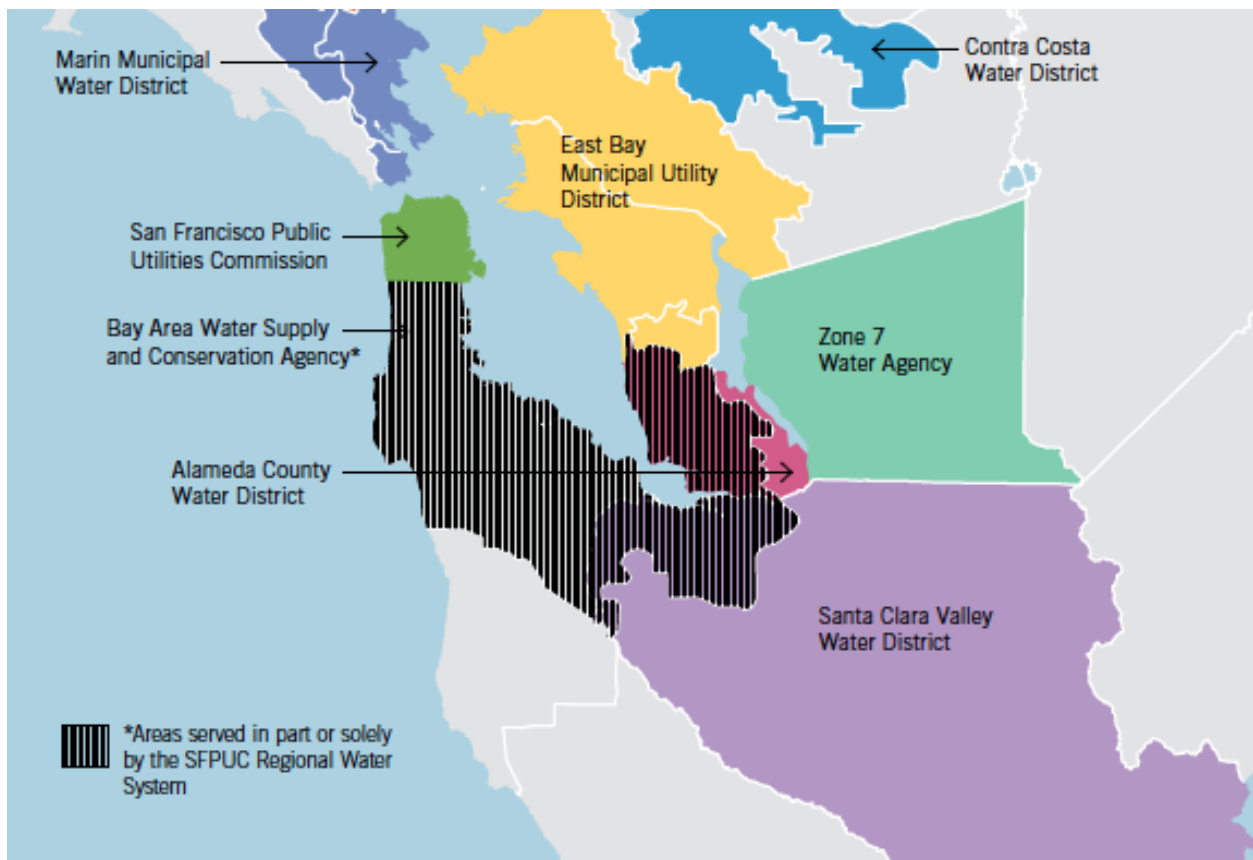 Marin Municipal
Water District
Contra Costa
Water District
East Bay
Municipal Utility
District
San Francisco Public
Utilities Commission
Bay Area Water Supply
and Conservation Agency*
Zone 7
Water Agency
Alameda County
Water District
Santa Clara Valley
Water District
*Areas served in part or solely
by the SFPUC Regional Water
System